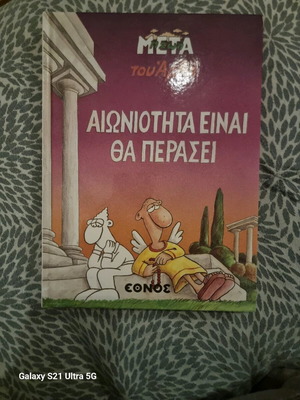 ΜΕΤΑ
του
ΑΙΩΝΙΟΤΗΤΑ ΕΙΝΑΙ
ΘΑ ΠΕΡΑΣΕΙ
ΕΘΝΟΣ
Galaxy S21 Ultra 5G